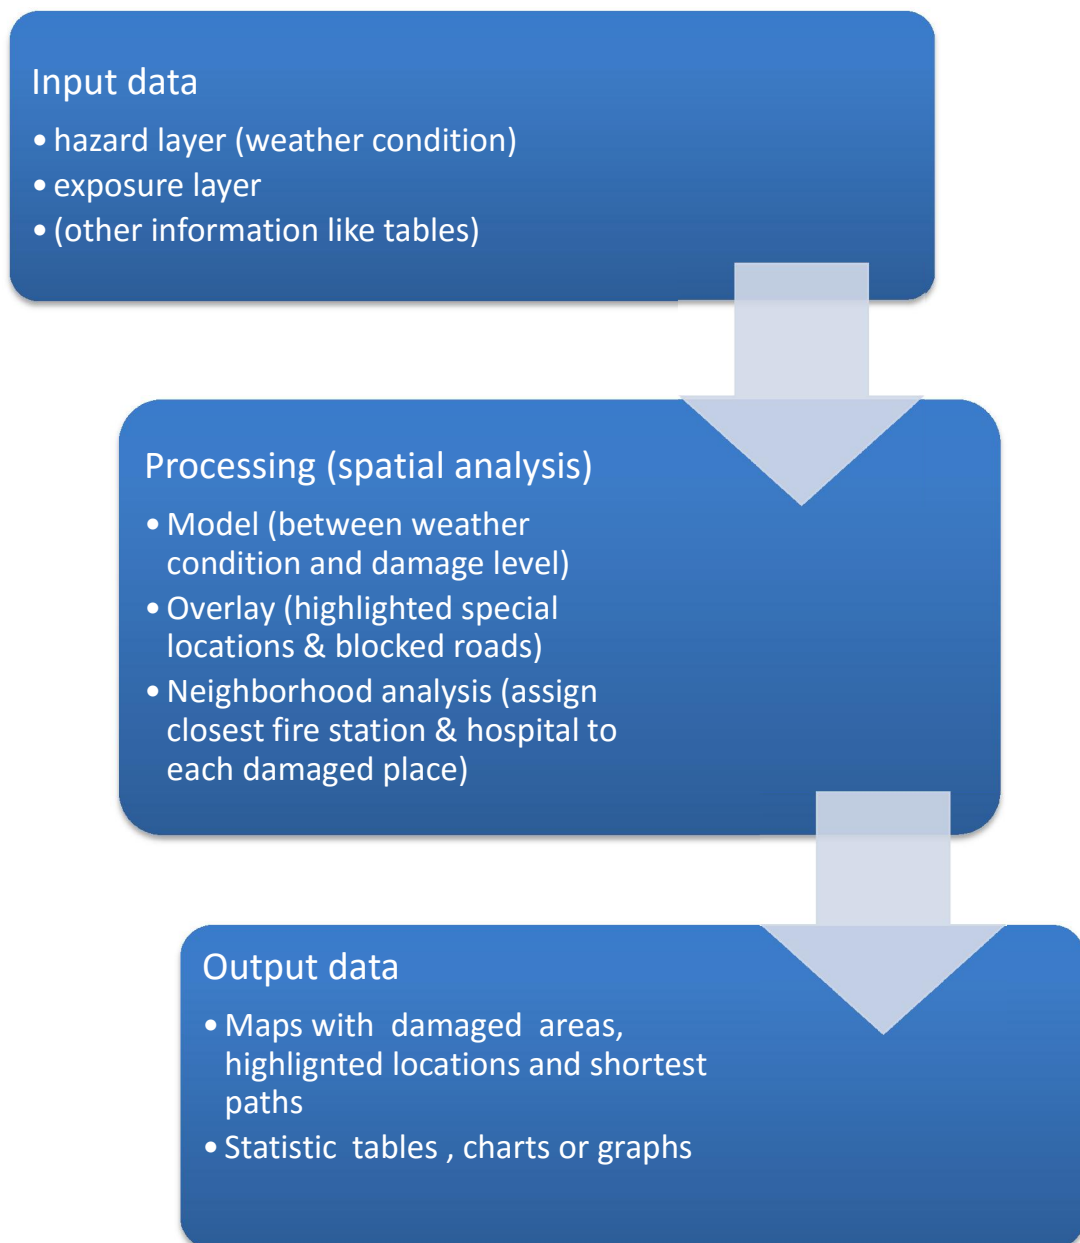 Input data
• hazard layer (weather condition)
• exposure layer
• (other information like tables)
Processing (spatial analysis)
• Model (between weather
condition and damage level)
• Overlay (highlighted special
locations & blocked roads)
• Neighborhood analysis (assign
closest fire station & hospital to
each damaged place)
Output data
• Maps with  damaged  areas,
highlignted locations and shortest
paths
• Statistic  tables , charts or graphs